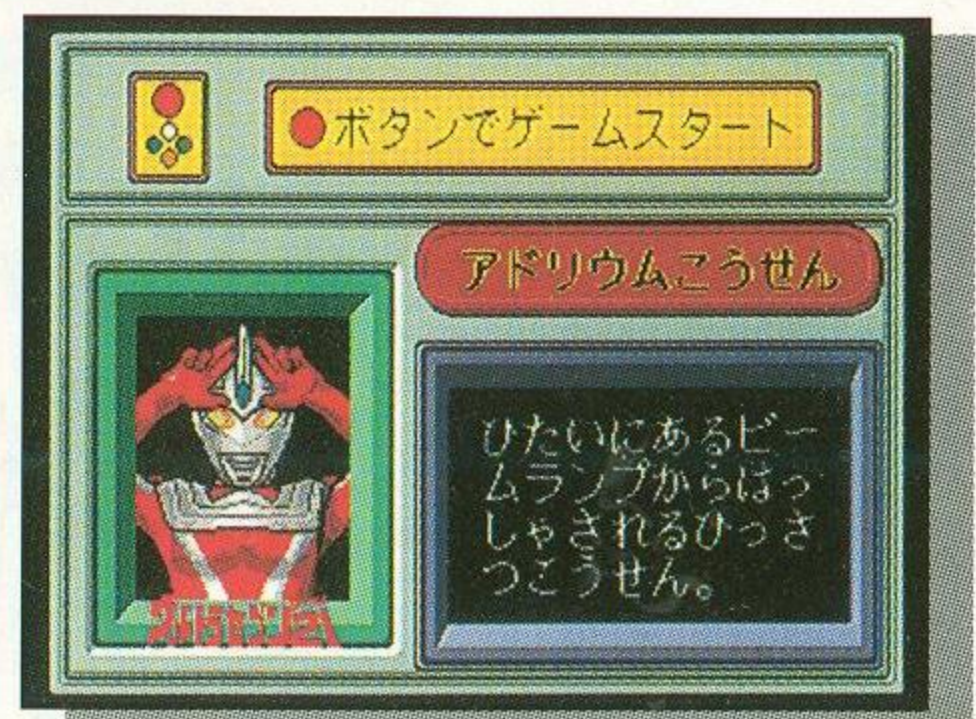 ●ボタンでゲームスタート
アドリウムこうせん
ひたいにあるビー
ムランプからはっ
しゃされるひっさ
つこうせん。